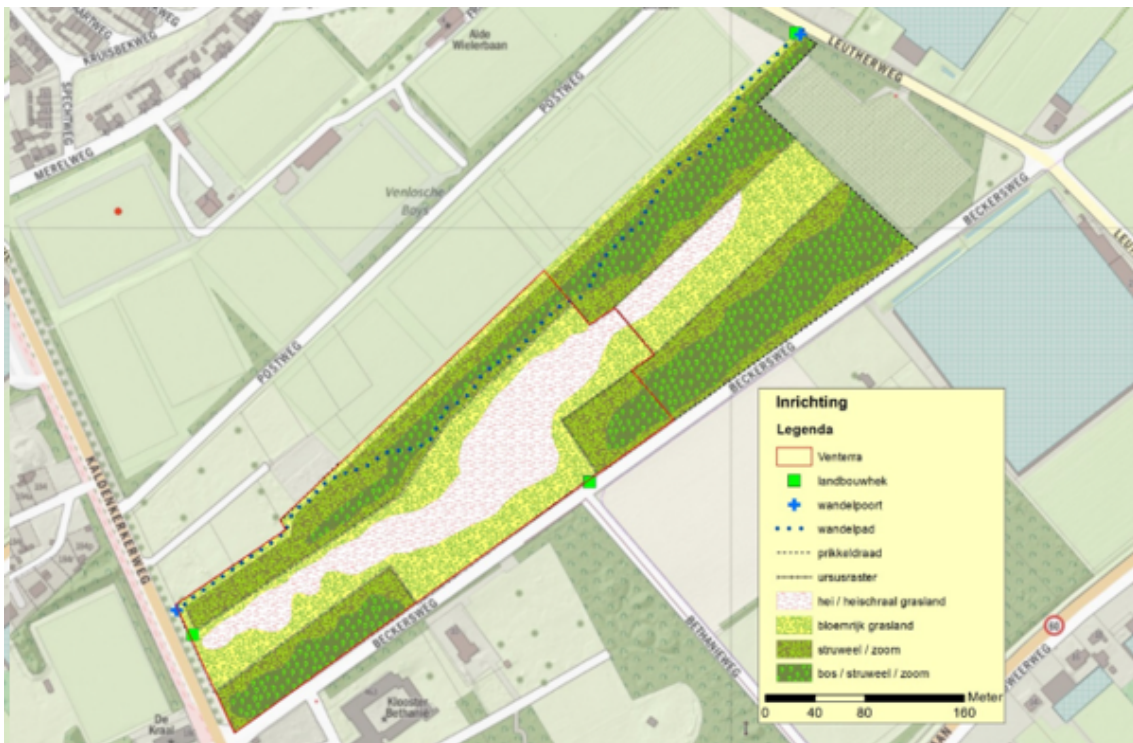 KRUISBEKWEG
SPECHTWEG
MERELWEG
Alde
Wielerbaan
POSTWEG
LEUTHERWEG
Venlosche
Boys
BECKERSWEG
POSTWEG
BECKERSWEG
KALDENKERKERWEG
BECKERSWEG
BETHANIEWEG
Klooster
Bethanië
De
Kraal
60
Inrichting
Legenda
Venterra
landbouwhek
wandelpoort
wandelpad
prikkeldraad
ursusraster
hei / heischraal grasland
bloemrijk grasland
struweel / zoom
bos / struweel / zoom
Meter
0 40 80 160